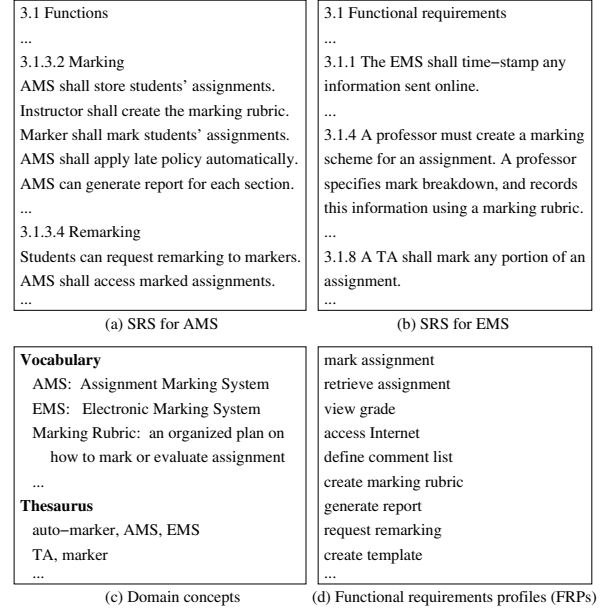 3.1 Functions
...
3.1.3.2 Marking
AMS shall store students' assignments.
Instructor shall create the marking rubric.
Marker shall mark students' assignments.
AMS shall apply late policy automatically.
AMS can generate report for each section.
...
3.1.3.4 Remarking
Students can request remarking to markers.
AMS shall access marked assignments.
...
(a) SRS for AMS
3.1 Functional requirements
...
3.1.1 The EMS shall time−stamp any
information sent online.
...
3.1.4 A professor must create a marking
scheme for an assignment. A professor
specifies mark breakdown, and records
this information using a marking rubric.
...
3.1.8 A TA shall mark any portion of an
assignment.
...
(b) SRS for EMS
Vocabulary
AMS: Assignment Marking System
EMS: Electronic Marking System
Marking Rubric: an organized plan on
how to mark or evaluate assignment
...
Thesaurus
auto−marker, AMS, EMS
TA, marker
...
(c) Domain concepts
mark assignment
retrieve assignment
view grade
access Internet
define comment list
create marking rubric
generate report
request remarking
create template
...
(d) Functional requirements profiles (FRPs)